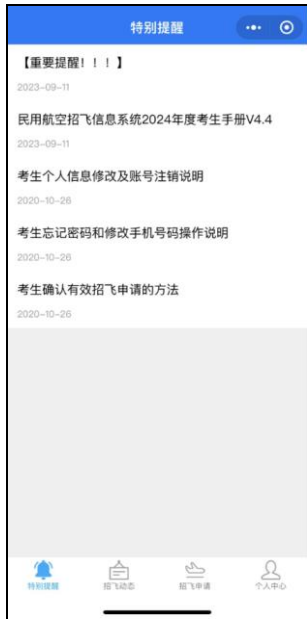 特别提醒
【重要提醒！！！】
2023-09-11
民用航空招飞信息系统2024年度考生手册V4.4
2023-09-11
考生个人信息修改及账号注销说明
2020-10-26
考生忘记密码和修改手机号码操作说明
2020-10-26
考生确认有效招飞申请的方法
2020-10-26
特别提醒 招飞动态 招飞申请 个人中心